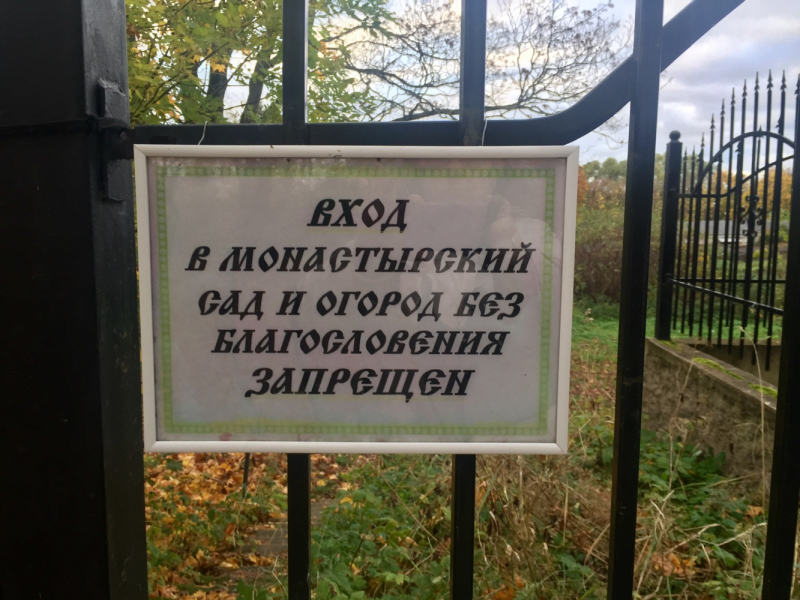 ВХОД
В МОНАСТЫРСКИЙ
САД И ОГОРОД БЕЗ
БЛАГОСЛОВЕНИЯ
ЗАПРЕЩЕН